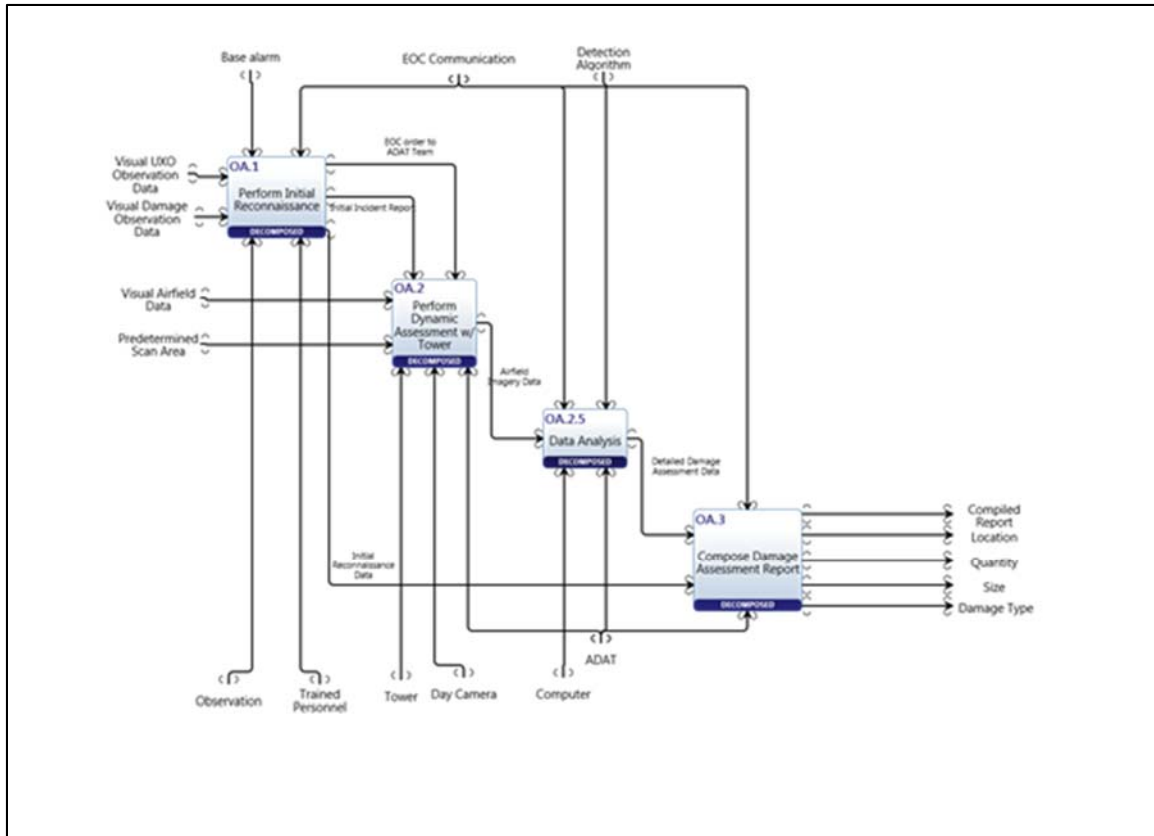 Base alarm
EOC Communication
Detection
Algorithm
EOC order to
ADAT Team
Visual UXO
Observation
Data
OA.1
Perform Initial
Reconnaissance
DECOMPOSED
Visual Damage
Observation
Data
Initial Incident Report
Visual Airfield
Data
OA.2
Perform
Dynamic
Assessment w/
Tower
DECOMPOSED
Predetermined
Scan Area
Airfield
Imagery Data
OA.2.5
Data Analysis
DECOMPOSED
Detailed Damage
Assessment Data
OA.3
Compose Damage
Assessment Report
DECOMPOSED
Compiled
Report
Location
Quantity
Size
Damage Type
Initial
Reconnaissance
Data
ADAT
Observation
Trained
Personnel
Tower
Day Camera
Computer